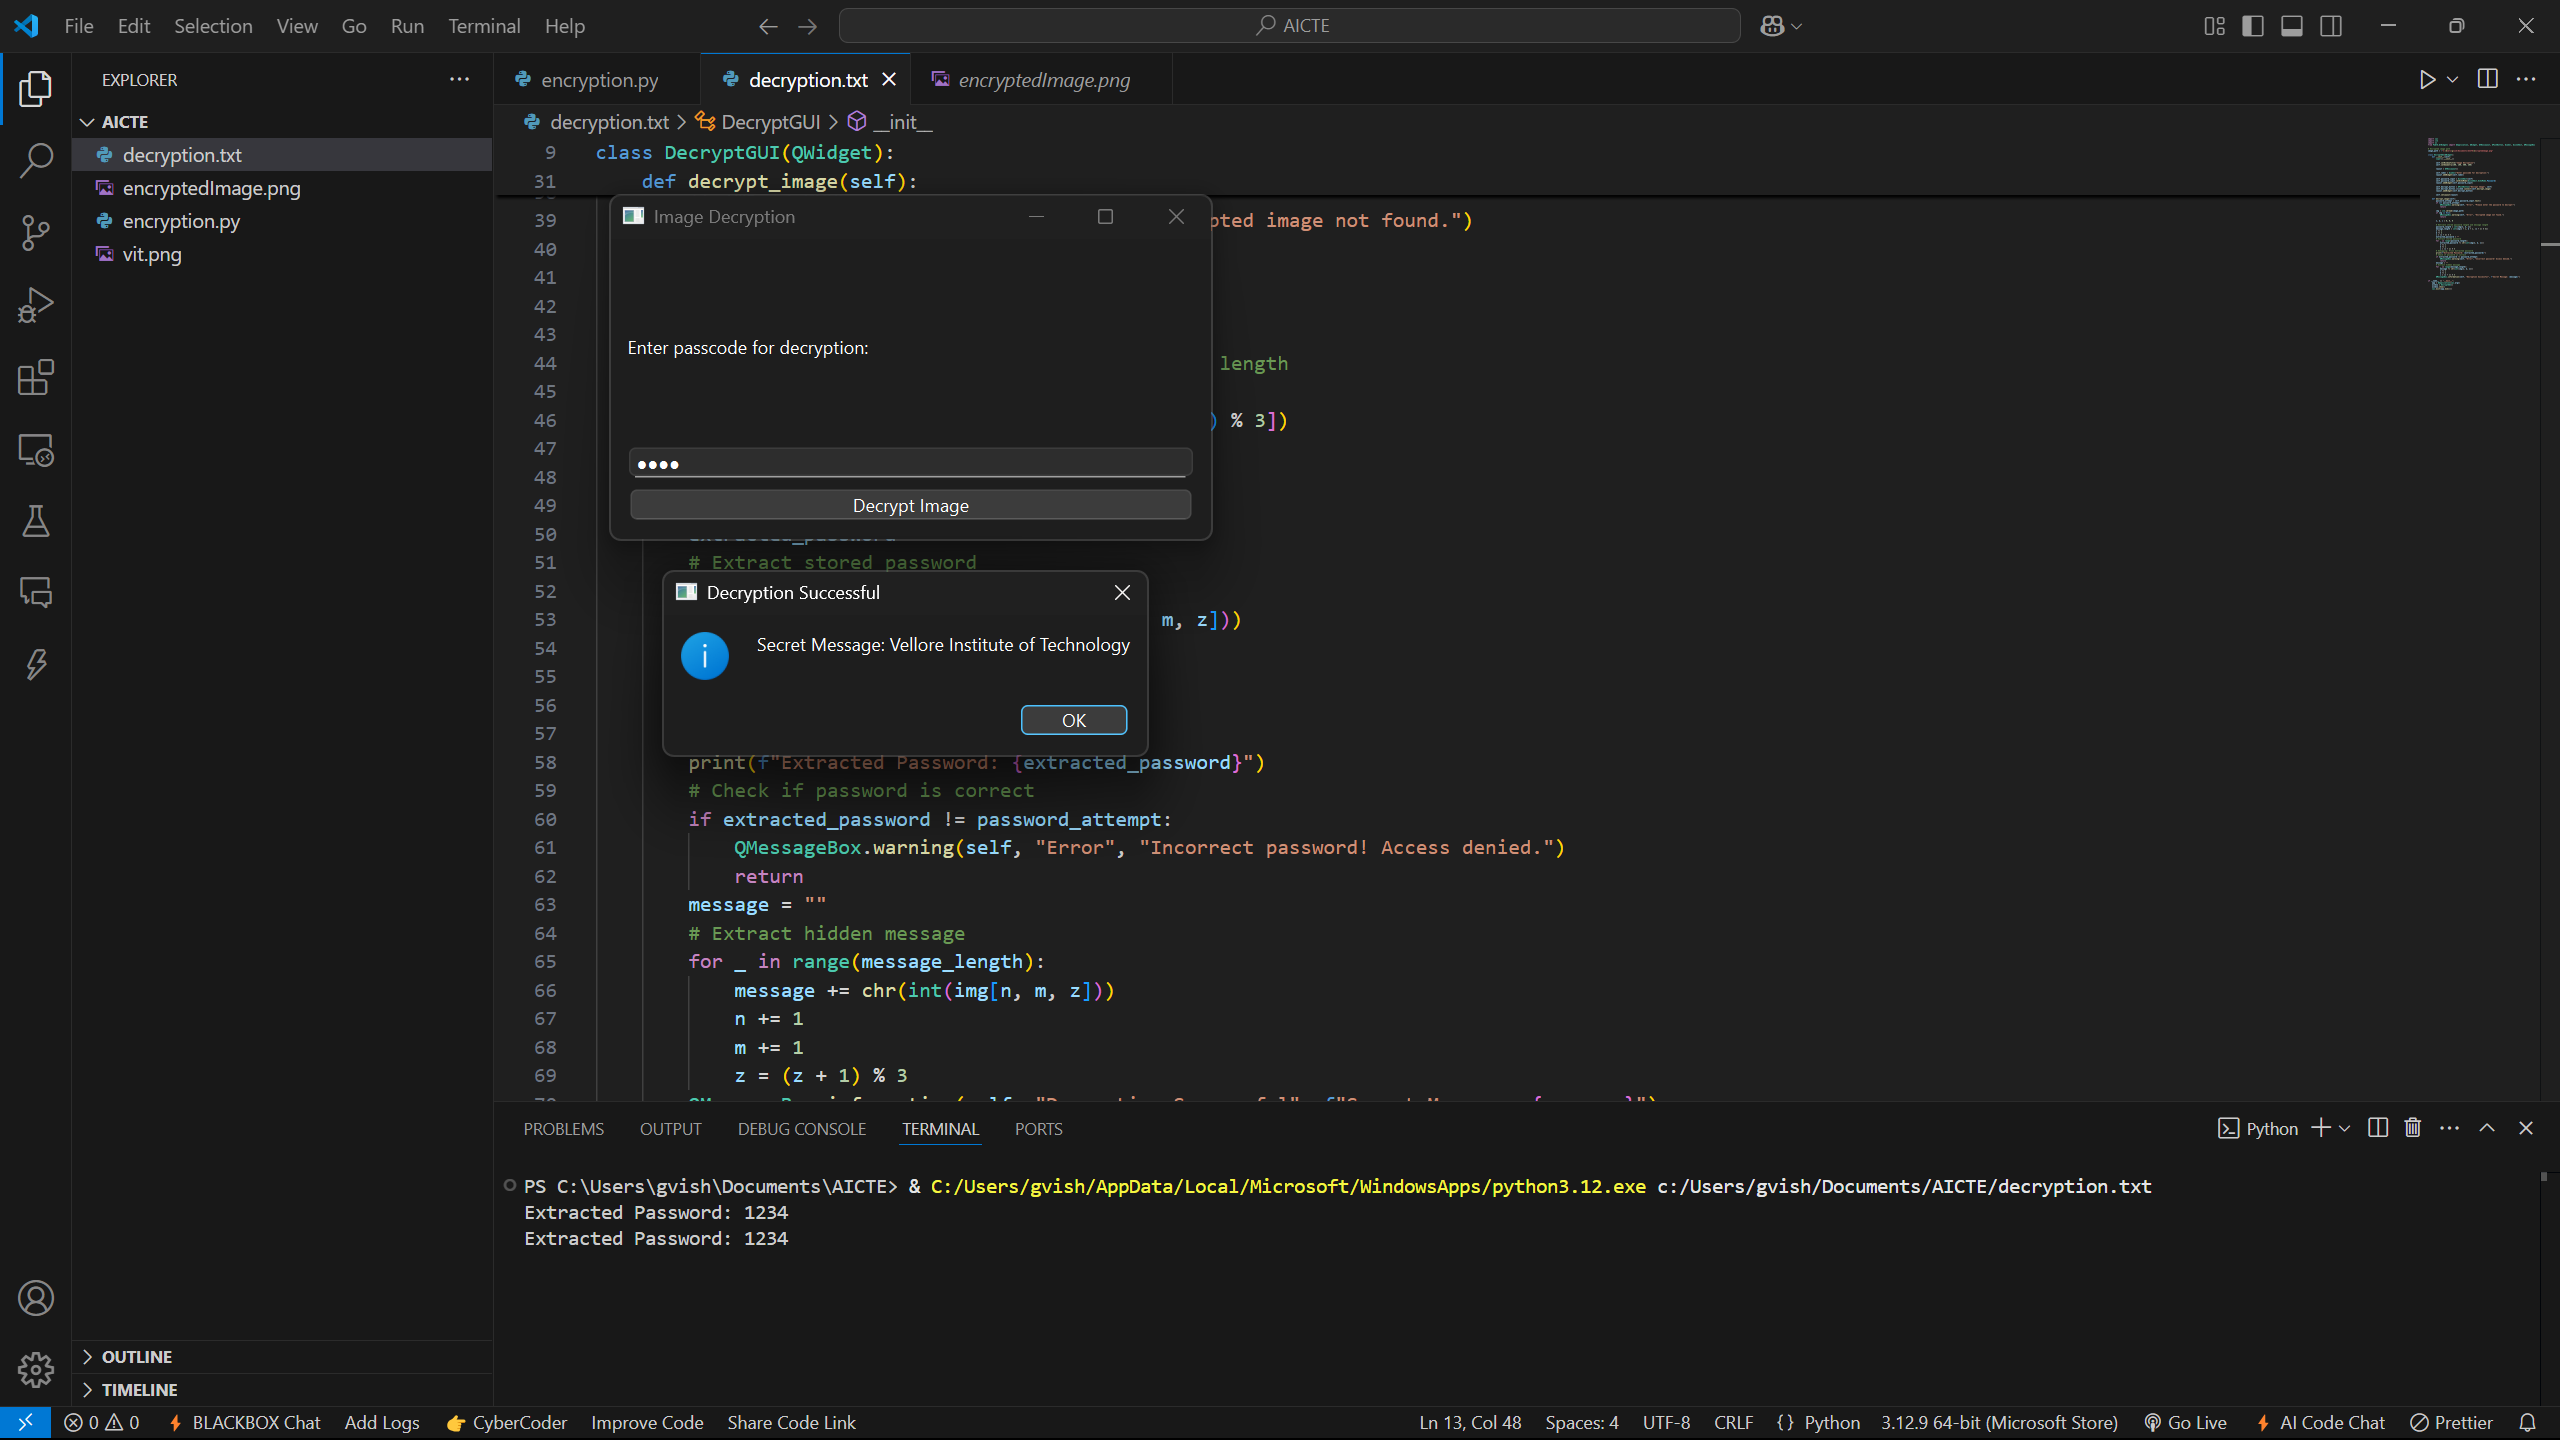 File Edit Selection View Go Run Terminal Help
AICTE
EXPLORER
encryption.py
decryption.txt
encryptedImage.png
AICTE
decryption.txt
encryptedImage.png
encryption.py
vit.png
decryption.txt > DecryptGUI > __init__
9 class DecryptGUI(QWidget):
31 def decrypt_image(self):
39 pted image not found.")
40
41
42
43
44 length
45
46 ) % 3])
47
48
49
50
51 # Extract stored password
52
53 m, z]))
54
55
56
57
58 print(f"Extracted Password: {extracted_password}")
59 # Check if password is correct
60 if extracted_password != password_attempt:
61 QMessageBox.warning(self, "Error", "Incorrect password! Access denied.")
62 return
63 message = ""
64 # Extract hidden message
65 for _ in range(message_length):
66 message += chr(int(img[n, m, z]))
67 n += 1
68 m += 1
69 z = (z + 1) % 3
Image Decryption
Enter passcode for decryption:
Decrypt Image
Decryption Successful
Secret Message: Vellore Institute of Technology
OK
PROBLEMS OUTPUT DEBUG CONSOLE TERMINAL PORTS
Python
PS C:\Users\gvish\Documents\AICTE> & C:/Users/gvish/AppData/Local/Microsoft/WindowsApps/python3.12.exe c:/Users/gvish/Documents/AICTE/decryption.txt
Extracted Password: 1234
Extracted Password: 1234
OUTLINE
TIMELINE
0 0 BLACKBOX Chat Add Logs CyberCoder Improve Code Share Code Link Ln 13, Col 48 Spaces: 4 UTF-8 CRLF {} Python 3.12.9 64-bit (Microsoft Store) Go Live AI Code Chat Prettier